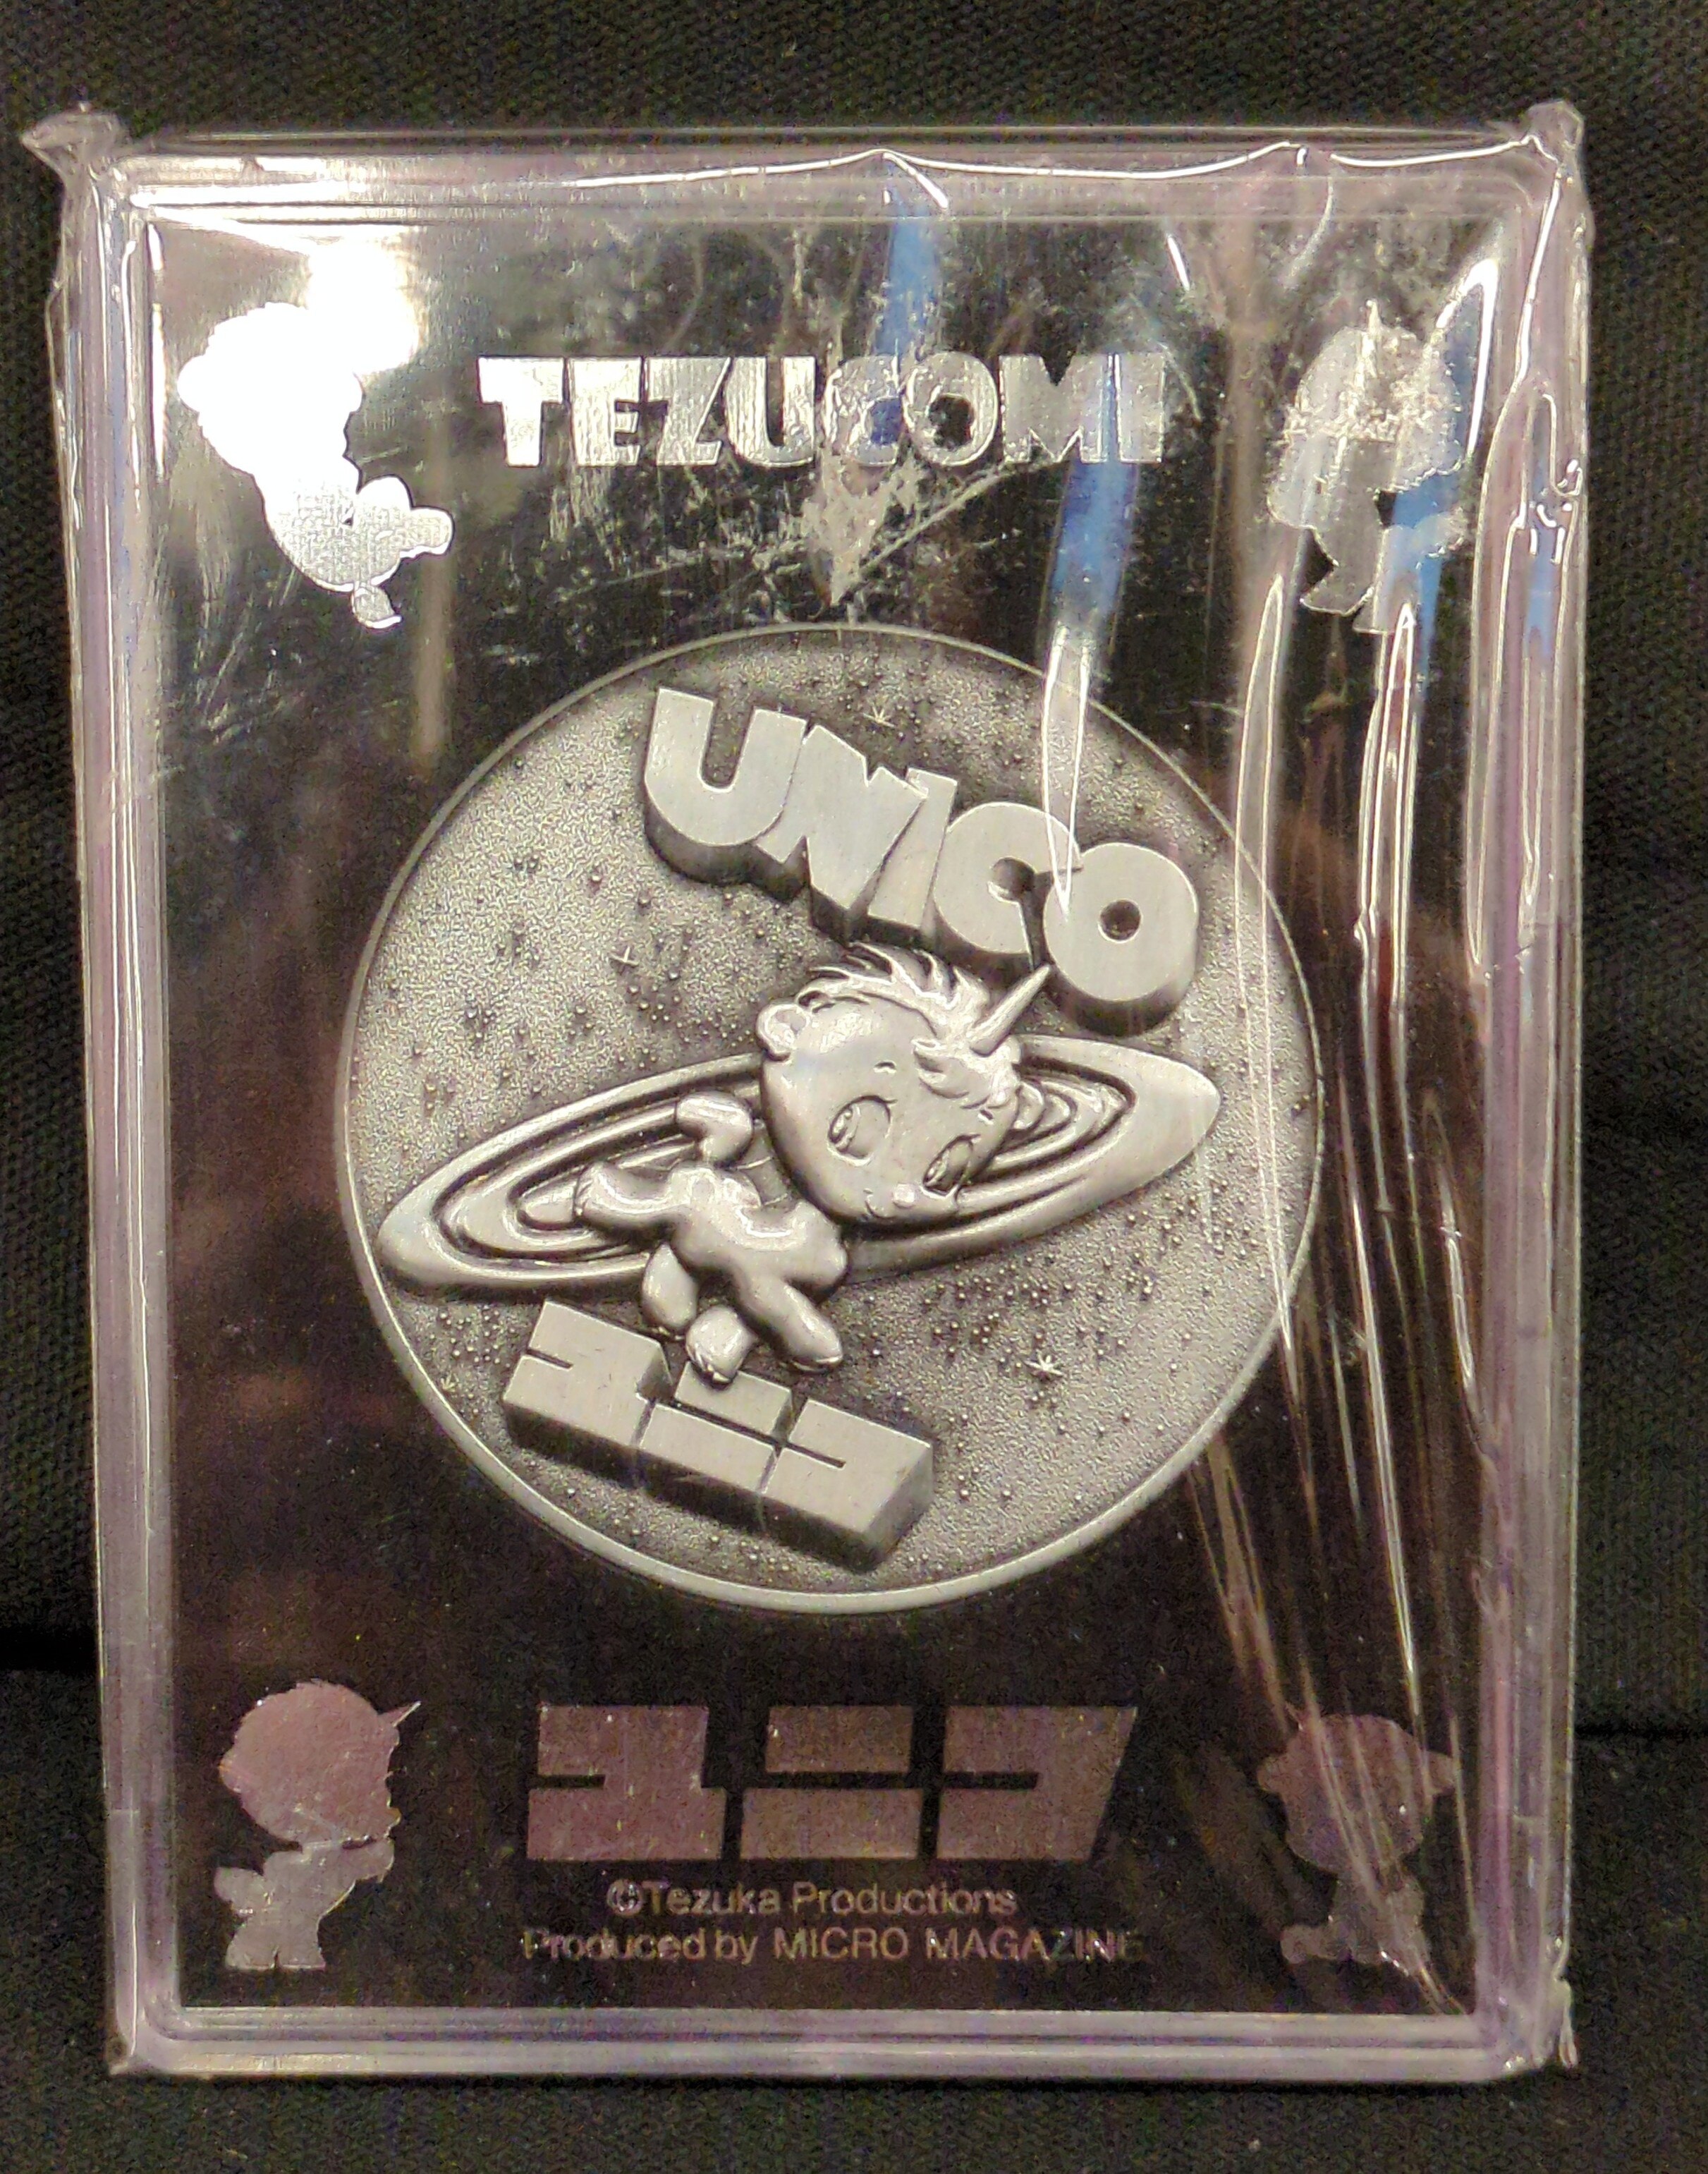 TEZUCOMI
UNICO
ユニコ
ユニコ
©Tezuka Productions
Produced by MICRO MAGAZINE